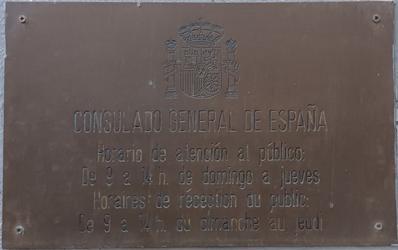 CONSULADO GENERAL DE ESPAÑA
Horario de atención al público:
De 9 a 14 h. de domingo a jueves
Horaires de réception du public:
De 9 a 14 h. du dimanche au jeudi